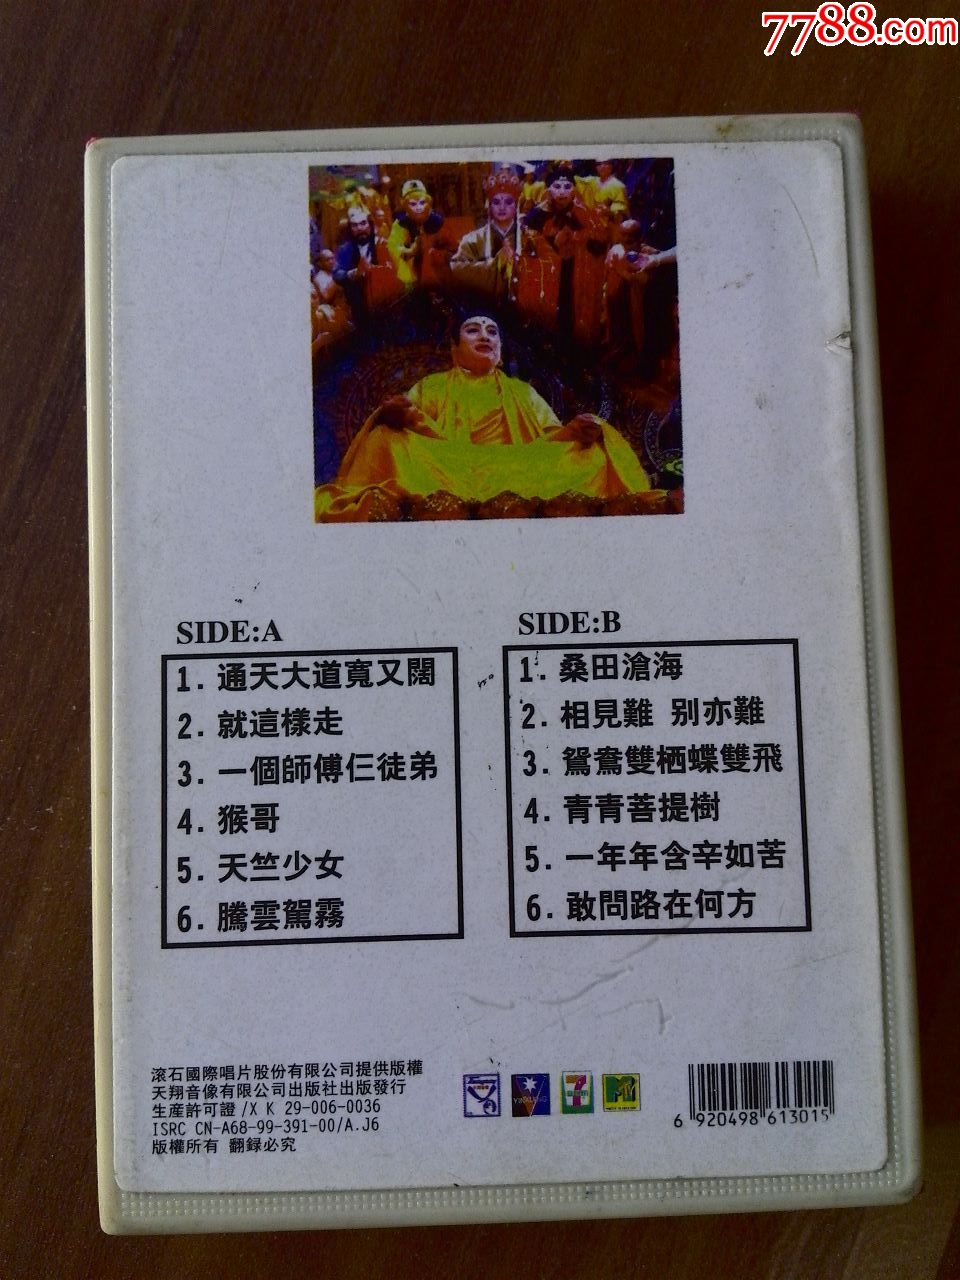 7788.com
SIDE:A
1. 通天大道寬又闊
2. 就這樣走
3. 一個師傅仨徒弟
4. 猴哥
5. 天竺少女
6. 騰雲駕霧
SIDE:B
1. 桑田滄海
2. 相見難 别亦難
3. 鴛鴦雙栖蝶雙飛
4. 青青菩提樹
5. 一年年含辛如苦
6. 敢問路在何方
滾石國際唱片股份有限公司提供版權
天翔音像有限公司出版社出版發行
生産許可證/X K 29-006-0036
ISRC CN-A68-99-391-00/A.J6
版權所有 翻録必究
7
MTV
6 920498 613015